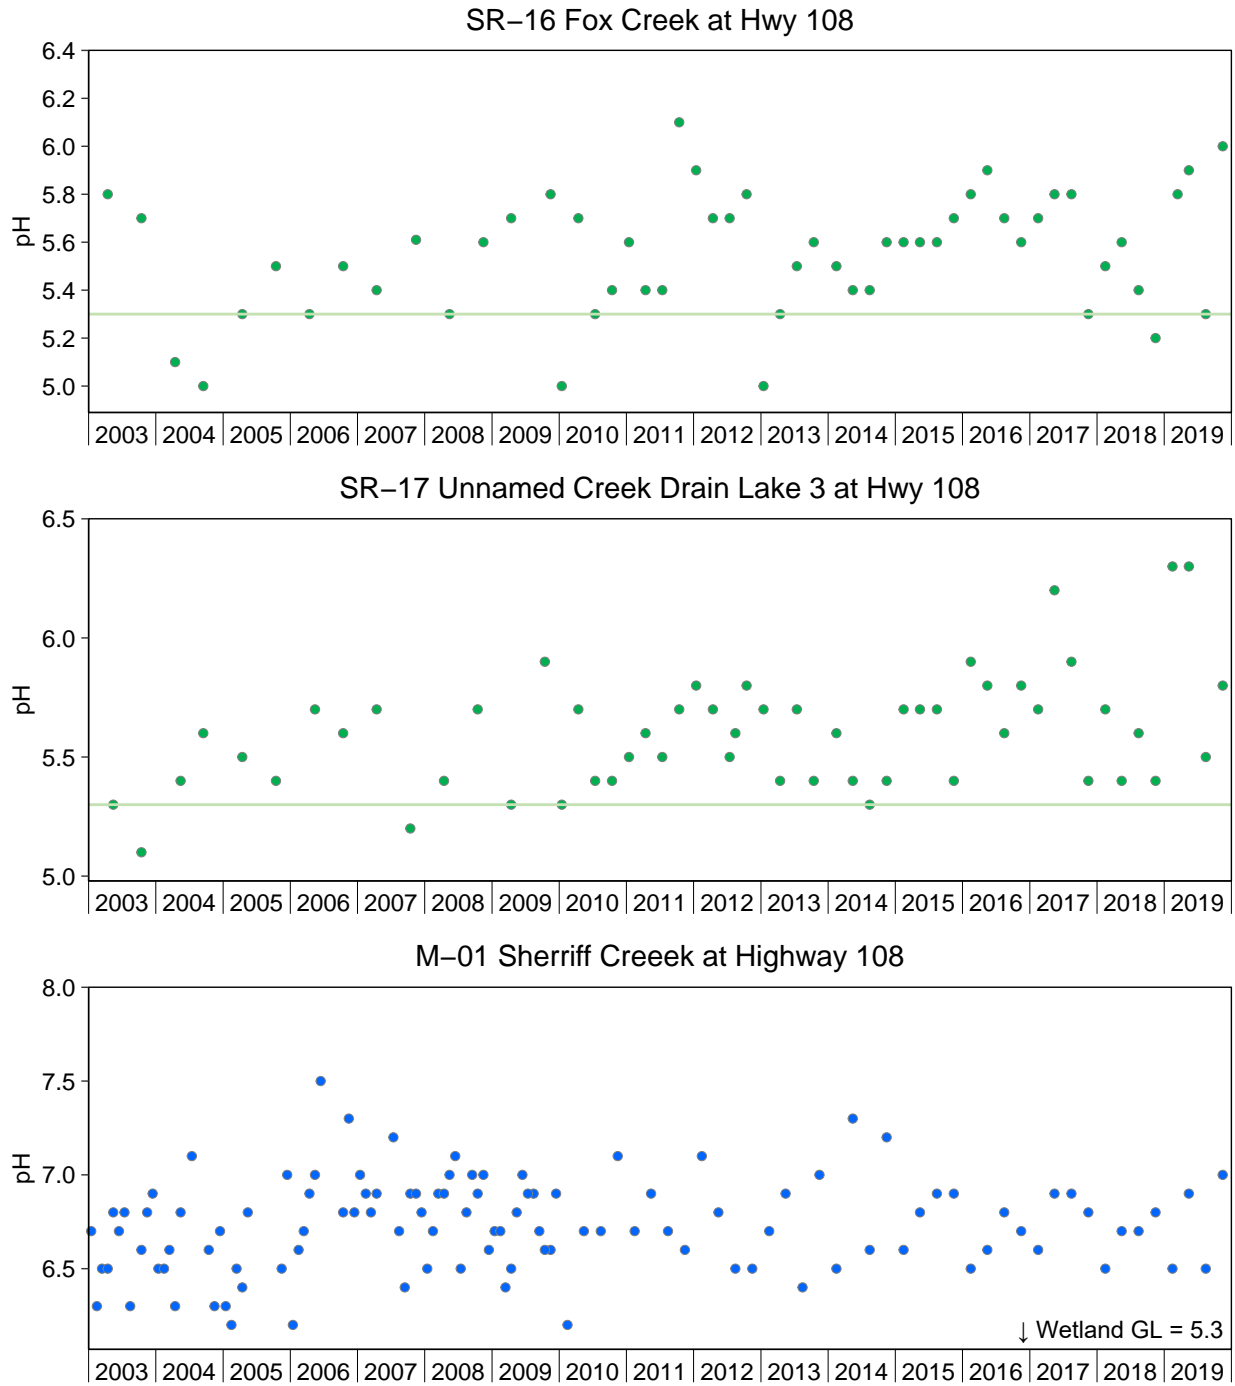 SR−16 Fox Creek at Hwy 108
6.4
6.2
6.0
5.8
5.6
5.4
5.2
5.0
pH
2003 2004 2005 2006 2007 2008 2009 2010 2011 2012 2013 2014 2015 2016 2017 2018 2019
SR−17 Unnamed Creek Drain Lake 3 at Hwy 108
6.5
6.0
5.5
5.0
pH
2003 2004 2005 2006 2007 2008 2009 2010 2011 2012 2013 2014 2015 2016 2017 2018 2019
M−01 Sherriff Creeek at Highway 108
8.0
7.5
7.0
6.5
pH
↓ Wetland GL = 5.3
2003 2004 2005 2006 2007 2008 2009 2010 2011 2012 2013 2014 2015 2016 2017 2018 2019